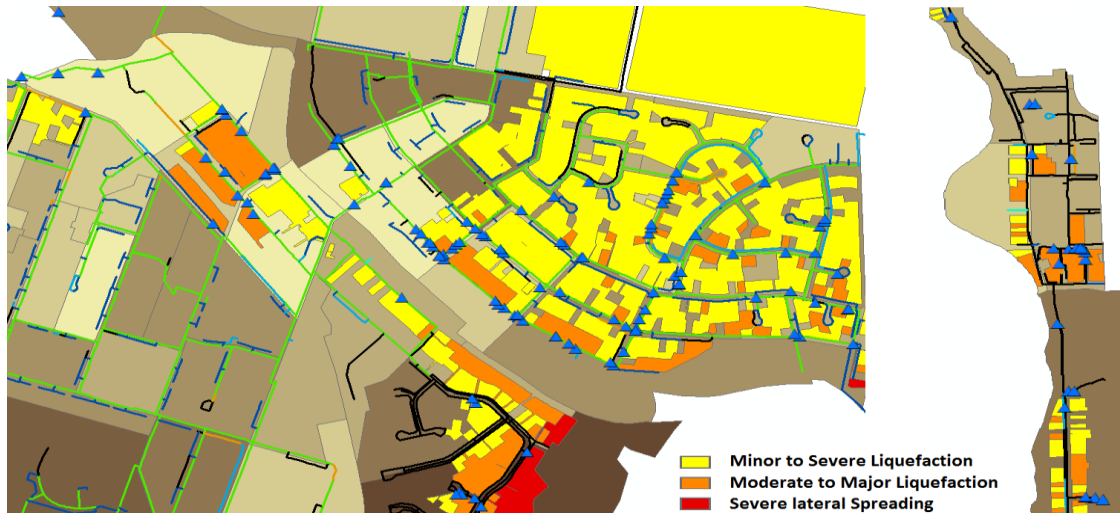 Minor to Severe Liquefaction
Moderate to Major Liquefaction
Severe lateral Spreading